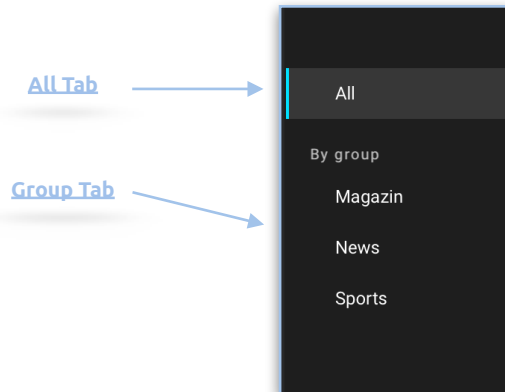 All Tab
All
By group
Group Tab
Magazin
News
Sports